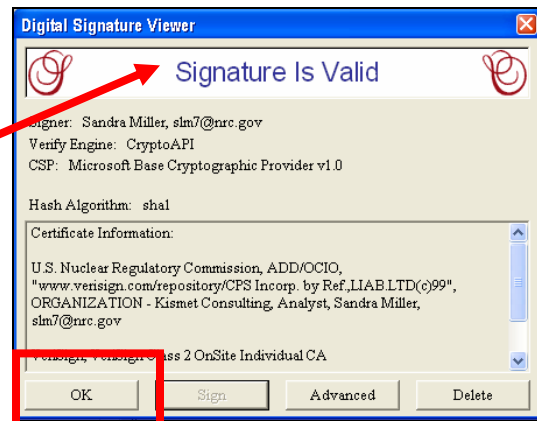 Digital Signature Viewer
Signature Is Valid
Signer: Sandra Miller, slm7@nrc.gov
Verify Engine: CryptoAPI
CSP: Microsoft Base Cryptographic Provider v1.0
Hash Algorithm: sha1
Certificate Information:
U.S. Nuclear Regulatory Commission, ADD/OCIO,
"www.verisign.com/repository/CPS Incorp. by Ref.,LIAB.LTD(c)99",
ORGANIZATION - Kismet Consulting, Analyst, Sandra Miller,
slm7@nrc.gov
VeriSign, VeriSign Class 2 OnSite Individual CA
OK
Sign
Advanced
Delete